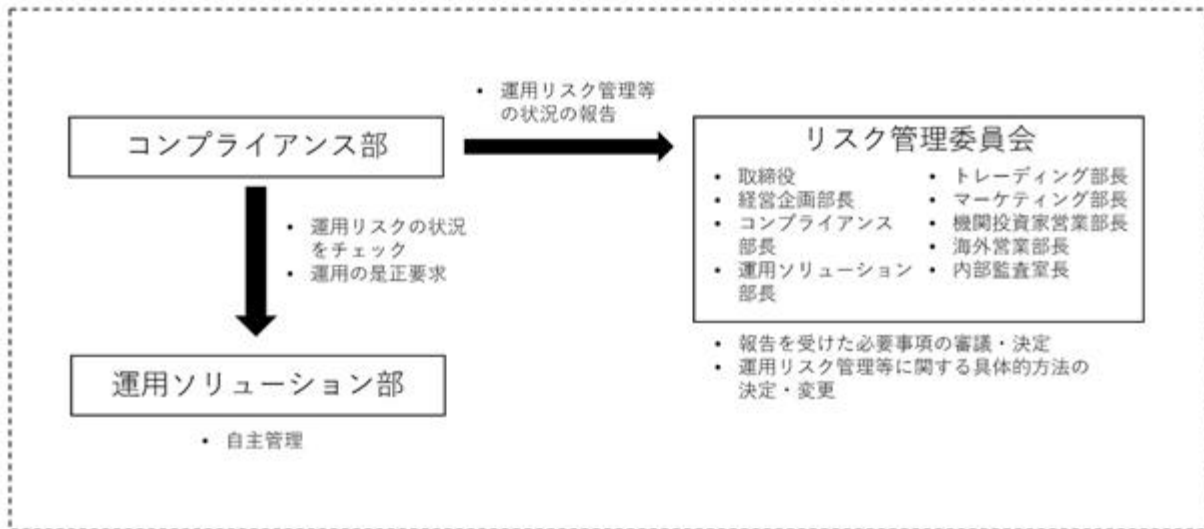 コンプライアンス部
• 運用リスク管理等
の状況の報告
• 運用リスクの状況
をチェック
• 運用の是正要求
運用ソリューション部
• 自主管理
リスク管理委員会
• 取締役
• 経営企画部長
• コンプライアンス
部長
• 運用ソリューション
部長
• トレーディング部長
• マーケティング部長
• 機関投資家営業部長
• 海外営業部長
• 内部監査室長
• 報告を受けた必要事項の審議・決定
• 運用リスク管理等に関する具体的方法の
決定・変更